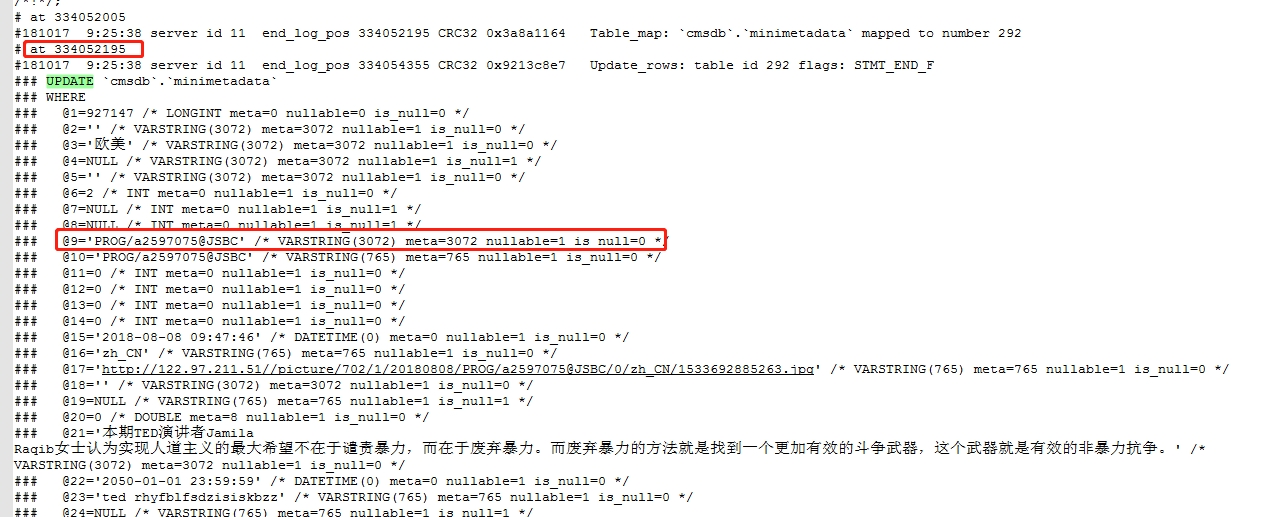 /*!*/;
# at 334052005
#181017  9:25:38 server id 11  end_log_pos 334052195 CRC32 0x3a8a1164   Table_map: `cmsdb`.`minimetadata` mapped to number 292
# at 334052195
#181017  9:25:38 server id 11  end_log_pos 334054355 CRC32 0x9213c8e7   Update_rows: table id 292 flags: STMT_END_F
### UPDATE `cmsdb`.`minimetadata`
### WHERE
###   @1=927147 /* LONGINT meta=0 nullable=0 is_null=0 */
###   @2='' /* VARSTRING(3072) meta=3072 nullable=1 is_null=0 */
###   @3='欧美' /* VARSTRING(3072) meta=3072 nullable=1 is_null=0 */
###   @4=NULL /* VARSTRING(3072) meta=3072 nullable=1 is_null=1 */
###   @5='' /* VARSTRING(3072) meta=3072 nullable=1 is_null=0 */
###   @6=2 /* INT meta=0 nullable=1 is_null=0 */
###   @7=NULL /* INT meta=0 nullable=1 is_null=1 */
###   @8=NULL /* INT meta=0 nullable=1 is_null=1 */
###   @9='PROG/a2597075@JSBC' /* VARSTRING(3072) meta=3072 nullable=1 is_null=0 */
###   @10='PROG/a2597075@JSBC' /* VARSTRING(765) meta=765 nullable=1 is_null=0 */
###   @11=0 /* INT meta=0 nullable=1 is_null=0 */
###   @12=0 /* INT meta=0 nullable=1 is_null=0 */
###   @13=0 /* INT meta=0 nullable=1 is_null=0 */
###   @14=0 /* INT meta=0 nullable=1 is_null=0 */
###   @15='2018-08-08 09:47:46' /* DATETIME(0) meta=0 nullable=1 is_null=0 */
###   @16='zh_CN' /* VARSTRING(765) meta=765 nullable=1 is_null=0 */
###   @17='http://122.97.211.51//picture/702/1/20180808/PROG/a2597075@JSBC/0/zh_CN/1533692885263.jpg' /* VARSTRING(765) meta=765 nullable=1 is_null=0 */
###   @18='' /* VARSTRING(3072) meta=3072 nullable=1 is_null=0 */
###   @19=NULL /* VARSTRING(765) meta=765 nullable=1 is_null=1 */
###   @20=0 /* DOUBLE meta=8 nullable=1 is_null=0 */
###   @21='本期TED演讲者Jamila
Raqib女士认为实现人道主义的最大希望不在于谴责暴力，而在于废弃暴力。而废弃暴力的方法就是找到一个更加有效的斗争武器，这个武器就是有效的非暴力抗争。' /*
VARSTRING(3072) meta=3072 nullable=1 is_null=0 */
###   @22='2050-01-01 23:59:59' /* DATETIME(0) meta=0 nullable=1 is_null=0 */
###   @23='ted rhyfblfsdzisiskbzz' /* VARSTRING(765) meta=765 nullable=1 is_null=0 */
###   @24=NULL /* VARSTRING(765) meta=765 nullable=1 is_null=1 */